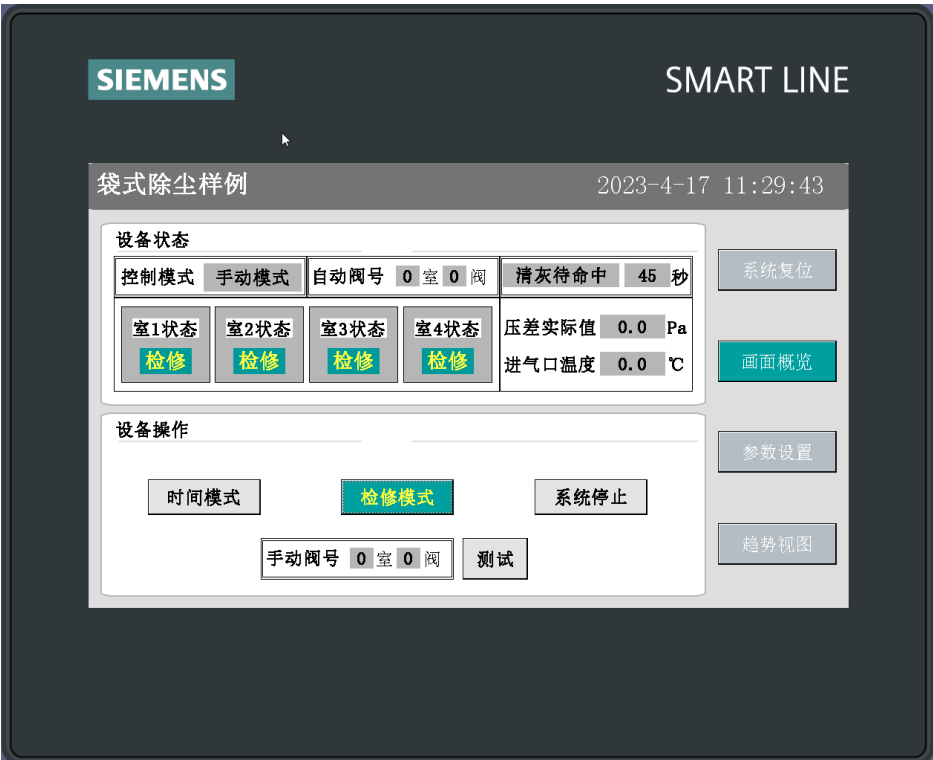 SIEMENS
SMART LINE
袋式除尘样例
2023-4-17 11:29:43
设备状态
控制模式 手动模式 自动阀号 0 室 0 阀 清灰待命中 45 秒
室1状态 室2状态 室3状态 室4状态
检修 检修 检修 检修
压差实际值 0.0 Pa
进气口温度 0.0 ℃
设备操作
时间模式 检修模式 系统停止
手动阀号 0 室 0 阀 测试
系统复位
画面概览
参数设置
趋势视图